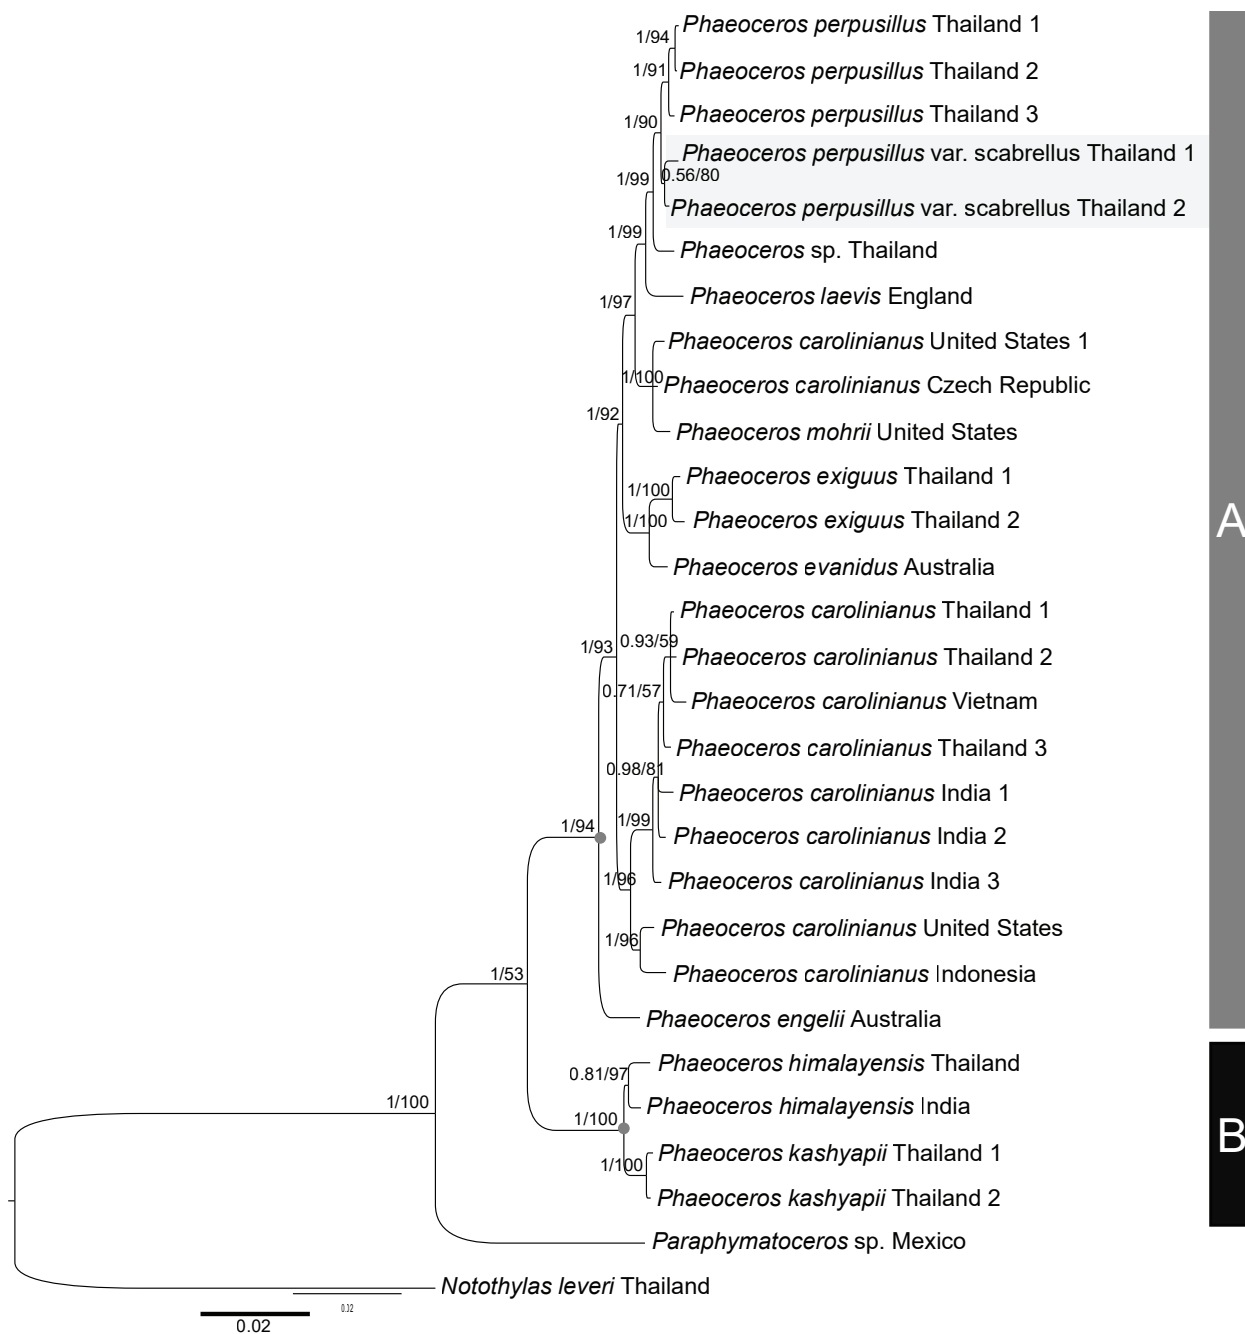 Phaeoceros perpusillus Thailand 1
1/94
1/91
Phaeoceros perpusillus Thailand 2
Phaeoceros perpusillus Thailand 3
1/90
Phaeoceros perpusillus var. scabrellus Thailand 1
0.56/80
1/99
Phaeoceros perpusillus var. scabrellus Thailand 2
1/99
Phaeoceros sp. Thailand
Phaeoceros laevis England
1/97
Phaeoceros carolinianus United States 1
1/100
Phaeoceros carolinianus Czech Republic
1/92
Phaeoceros mohrii United States
Phaeoceros exiguus Thailand 1
1/100
1/100
Phaeoceros exiguus Thailand 2
A
Phaeoceros evanidus Australia
Phaeoceros carolinianus Thailand 1
1/93
0.93/59
Phaeoceros carolinianus Thailand 2
0.71/57
Phaeoceros carolinianus Vietnam
Phaeoceros carolinianus Thailand 3
0.98/81
Phaeoceros carolinianus India 1
1/94
1/99
Phaeoceros carolinianus India 2
1/96
Phaeoceros carolinianus India 3
Phaeoceros carolinianus United States
1/96
1/53
Phaeoceros carolinianus Indonesia
Phaeoceros engelii Australia
Phaeoceros himalayensis Thailand
0.81/97
1/100
Phaeoceros himalayensis India
1/100
B
Phaeoceros kashyapii Thailand 1
1/100
Phaeoceros kashyapii Thailand 2
Paraphymatoceros sp. Mexico
Notothylas leveri Thailand
0.02
0.02